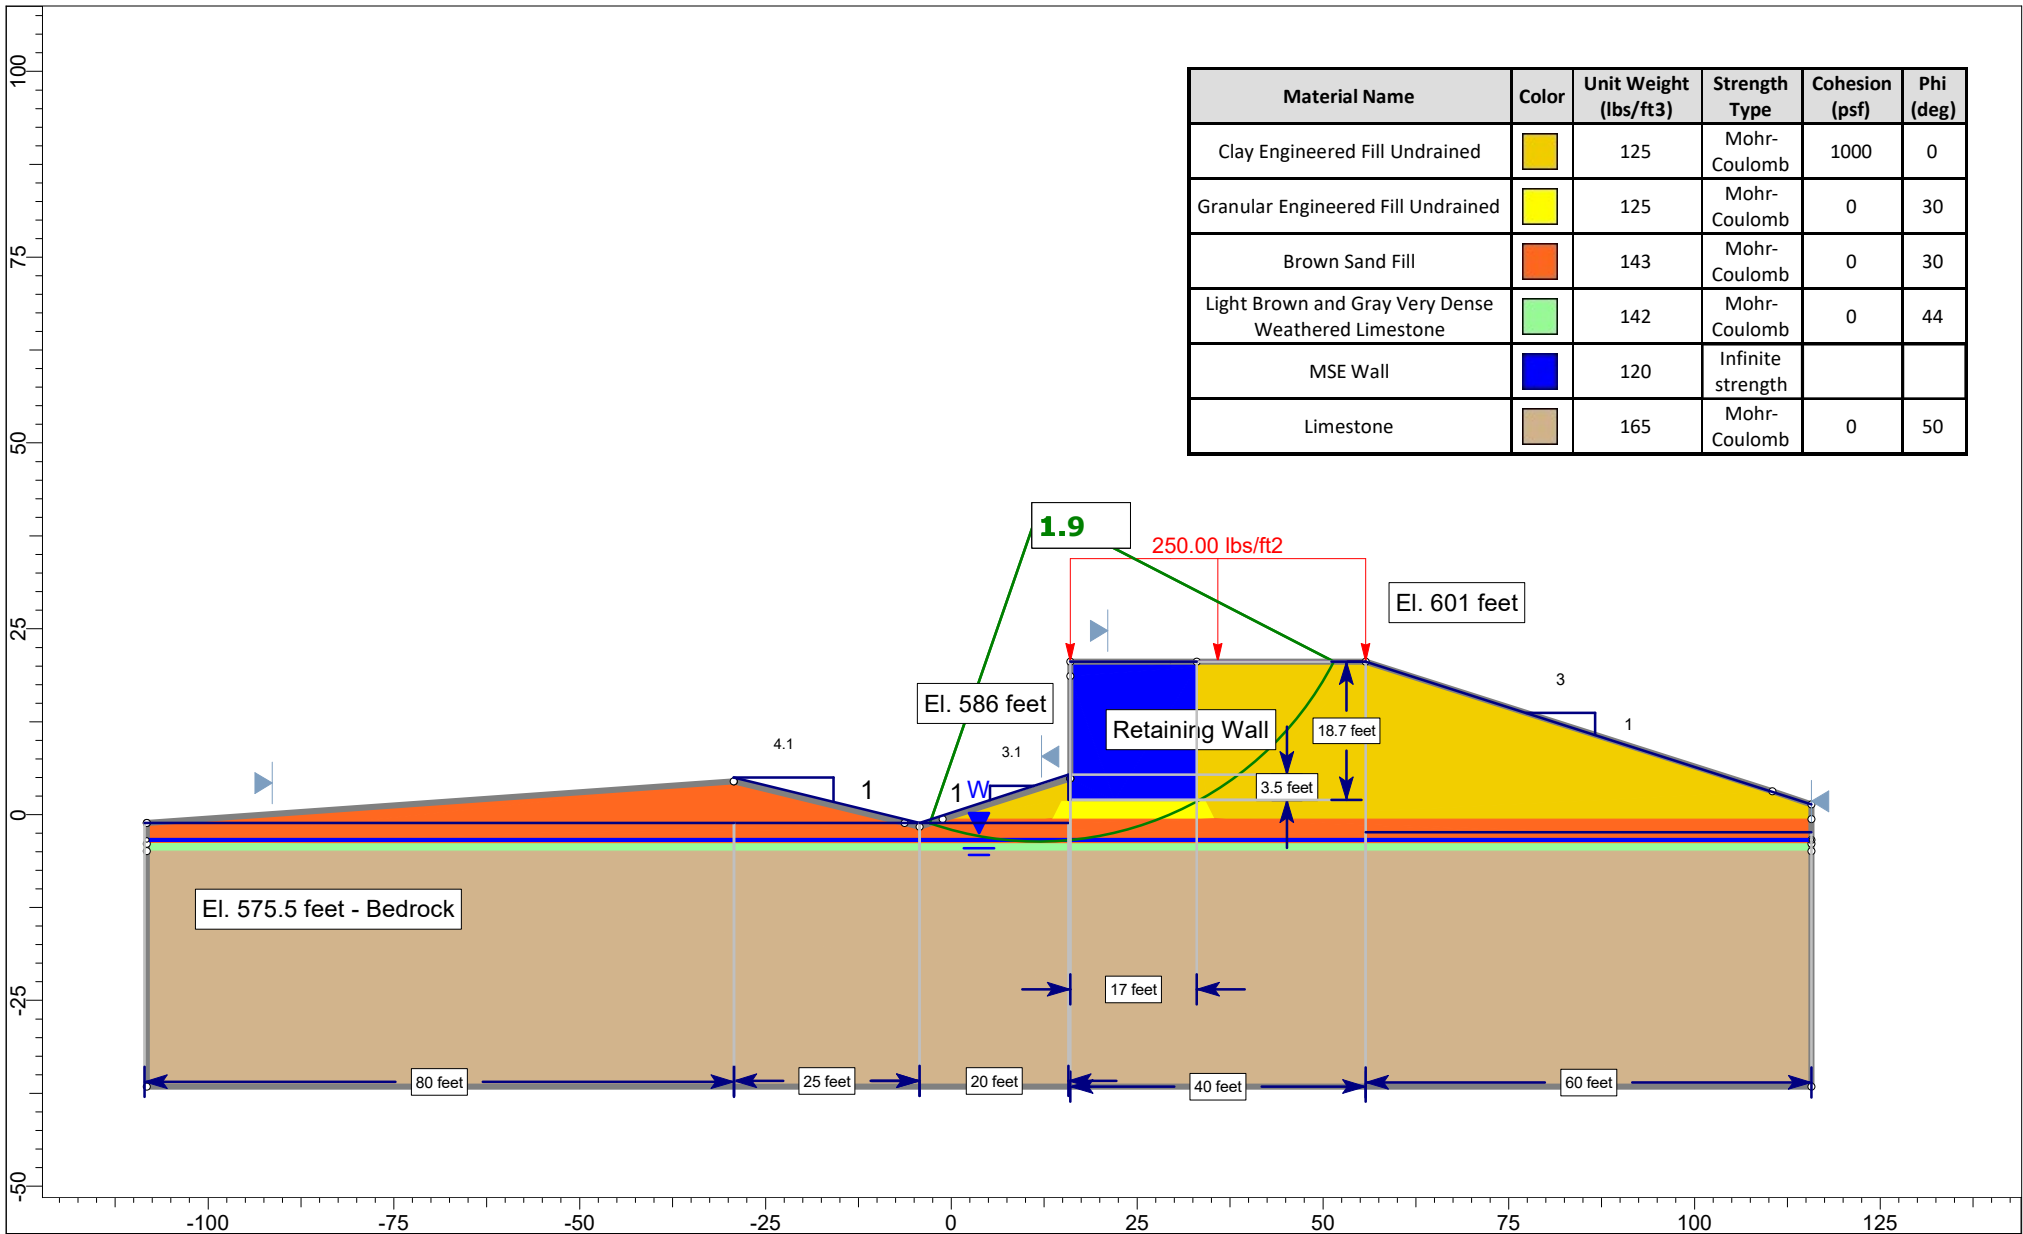 100
75
50
25
0
-25
-50
Material Name Color Unit Weight (lbs/ft3) Strength Type Cohesion (psf) Phi (deg)
Clay Engineered Fill Undrained 125 Mohr-Coulomb 1000 0
Granular Engineered Fill Undrained 125 Mohr-Coulomb 0 30
Brown Sand Fill 143 Mohr-Coulomb 0 30
Light Brown and Gray Very Dense Weathered Limestone 142 Mohr-Coulomb 0 44
MSE Wall 120 Infinite strength
Limestone 165 Mohr-Coulomb 0 50
1.9
250.00 lbs/ft2
El. 601 feet
El. 586 feet
3
1
Retaining Wall
18.7 feet
4.1
1
3.1
1
W
3.5 feet
El. 575.5 feet - Bedrock
17 feet
80 feet
25 feet
20 feet
40 feet
60 feet
-100 -75 -50 -25 0 25 50 75 100 125